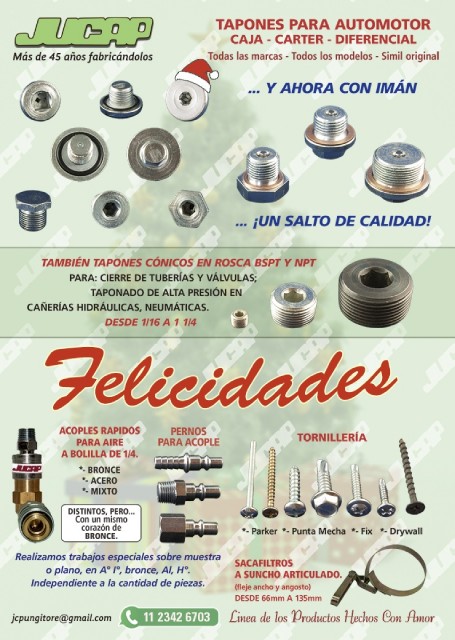 JUCAP
Más de 45 años fabricándolos
TAPONES PARA AUTOMOTOR
CAJA - CARTER - DIFERENCIAL
Todas las marcas - Todos los modelos - Simil original
... Y AHORA CON IMÁN
... ¡UN SALTO DE CALIDAD!
TAMBIÉN TAPONES CÓNICOS EN ROSCA BSPT Y NPT
PARA: CIERRE DE TUBERÍAS Y VÁLVULAS;
TAPONADO DE ALTA PRESIÓN EN
CAÑERÍAS HIDRÁULICAS, NEUMÁTICAS.
DESDE 1/16 A 1 1/4
Felicidades
ACOPLES RAPIDOS
PARA AIRE
A BOLILLA DE 1/4.
*- BRONCE
*- ACERO
*- MIXTO
JUCAP
DISTINTOS, PERO...
Con un mismo
corazón de
BRONCE.
PERNOS
PARA ACOPLE
TORNILLERÍA
*- Parker *- Punta Mecha *- Fix *- Drywall
Realizamos trabajos especiales sobre muestra
o plano, en A° I°, bronce, Al, H°.
Independiente a la cantidad de piezas.
SACAFILTROS
A SUNCHO ARTICULADO.
(fleje ancho y angosto)
DESDE 66mm A 135mm
jcpungitore@gmail.com 11 2342 6703 Linea de los Productos Hechos Con Amor